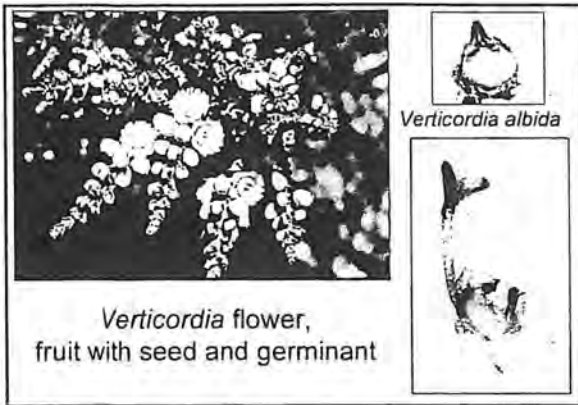 Verticordia albida
Verticordia flower,
fruit with seed and germinant